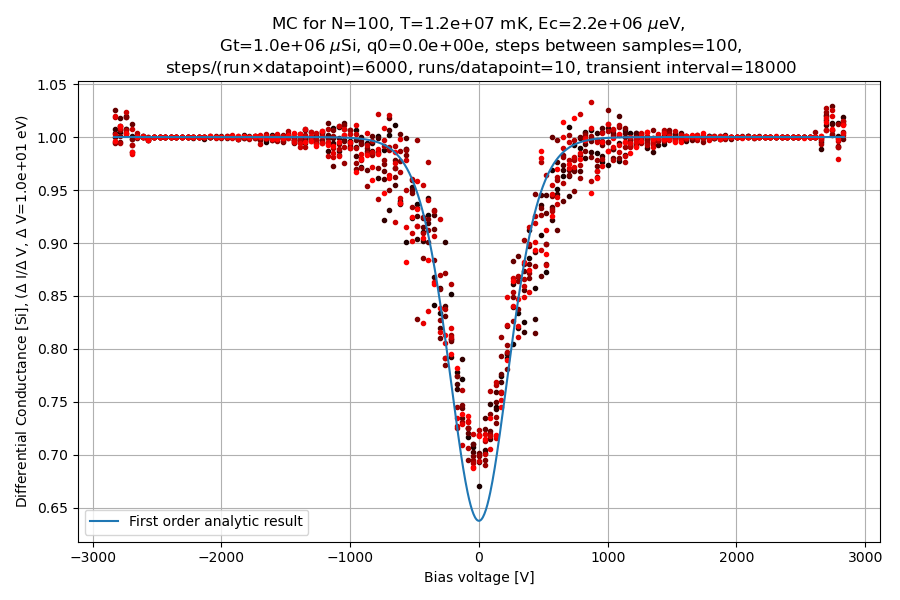 MC for N=100, T=1.2e+07 mK, Ec=2.2e+06 μeV,
Gt=1.0e+06 μSi, q0=0.0e+00e, steps between samples=100,
steps/(run×datapoint)=6000, runs/datapoint=10, transient interval=18000
Differential Conductance [Si], (Δ I/Δ V, Δ V=1.0e+01 eV)
1.05
1.00
0.95
0.90
0.85
0.80
0.75
0.70
0.65
First order analytic result
−3000 −2000 −1000 0 1000 2000 3000
Bias voltage [V]